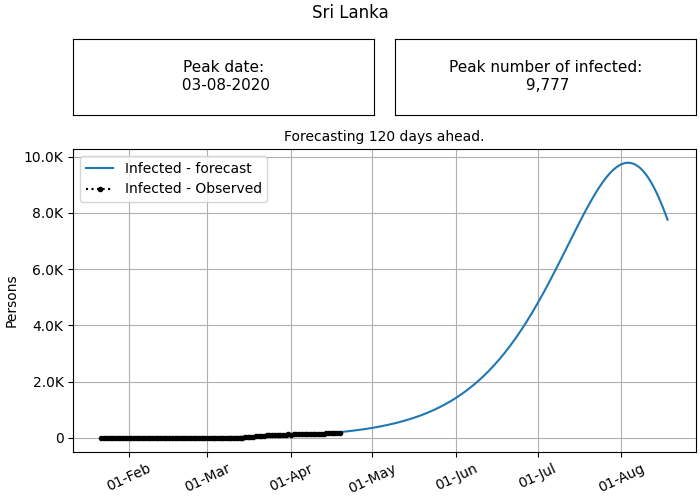 Sri Lanka
Peak date:
03-08-2020
Peak number of infected:
9,777
Forecasting 120 days ahead.
Infected - forecast
Infected - Observed
10.0K
8.0K
6.0K
4.0K
2.0K
0
Persons
01-Feb
01-Mar
01-Apr
01-May
01-Jun
01-Jul
01-Aug